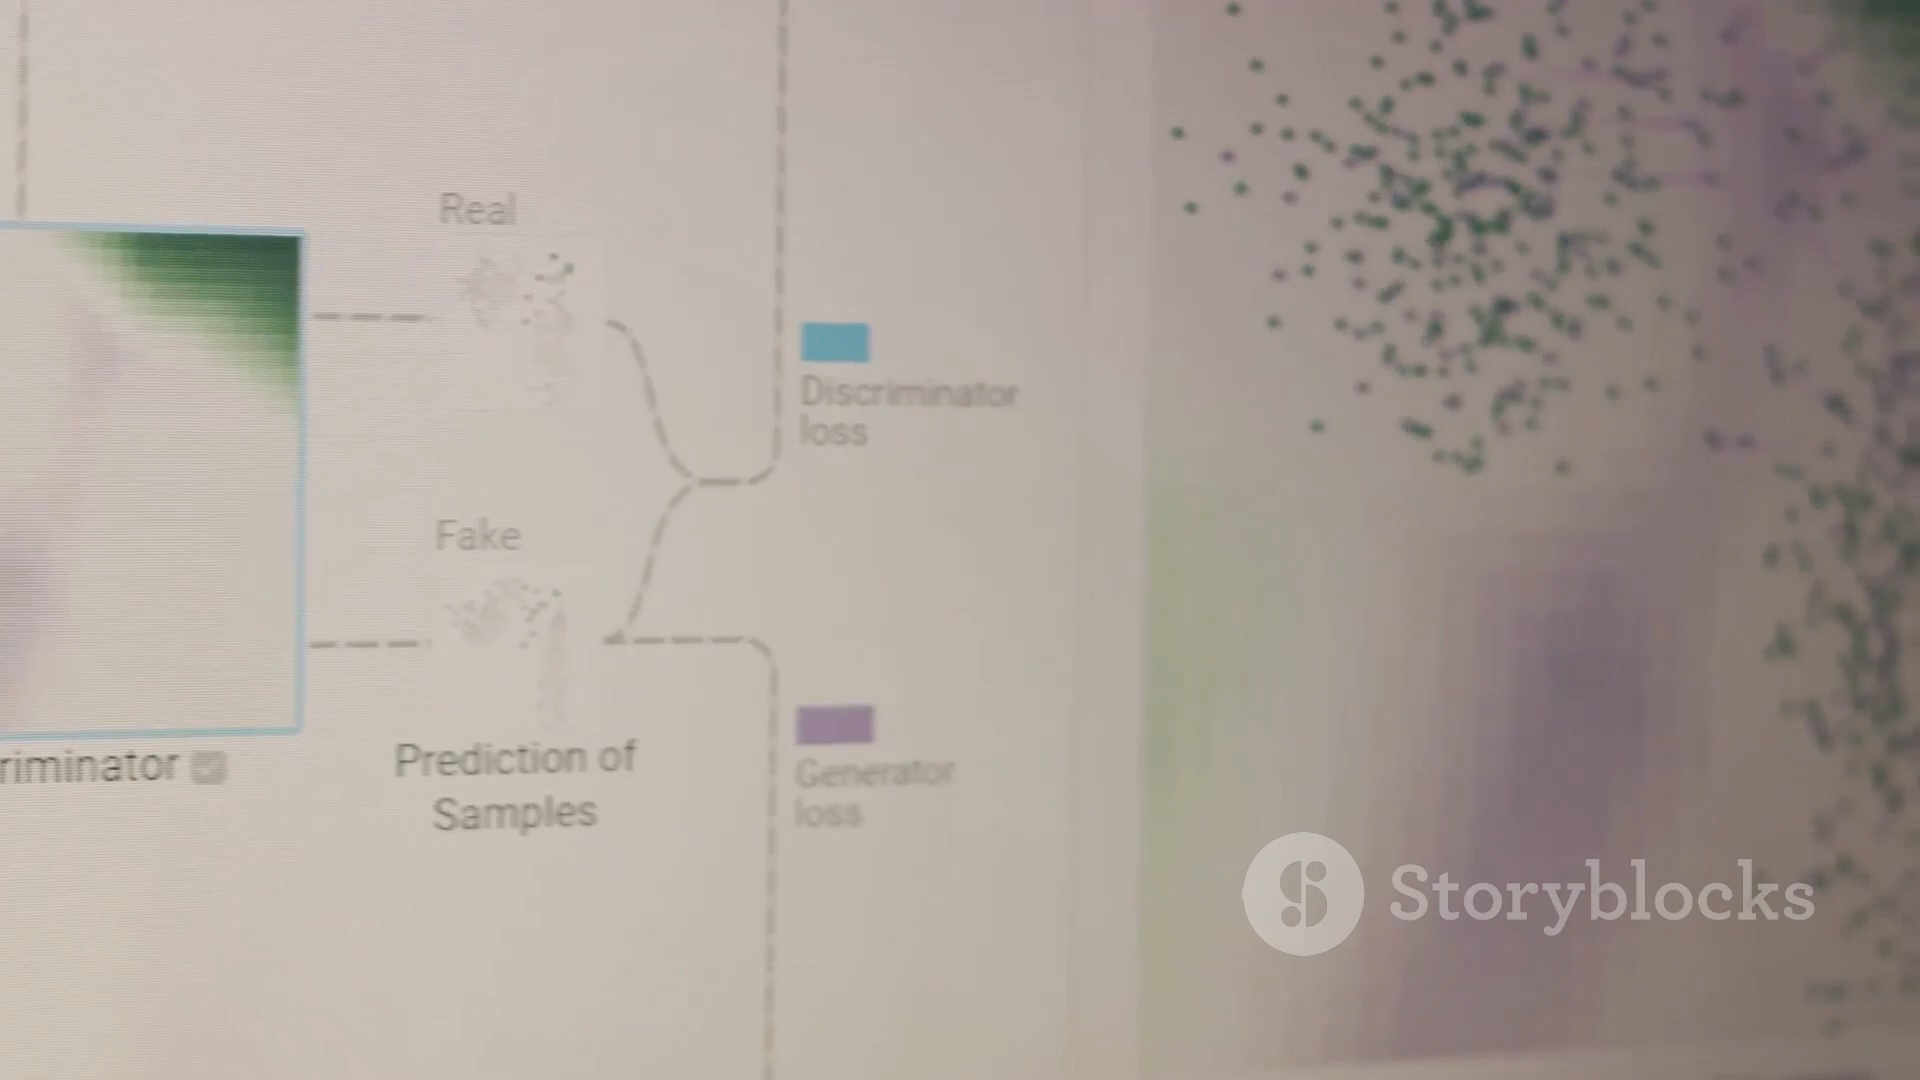 Real
Discriminator
loss
Fake
riminator
Prediction of
Samples
Generator
loss
Storyblocks